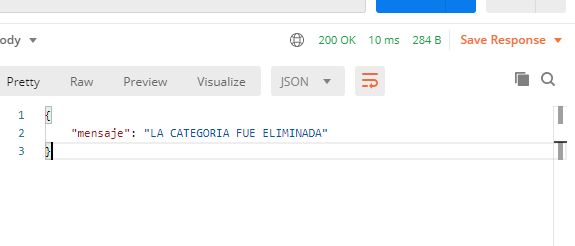 ody
200 OK 10 ms 284 B Save Response
Pretty Raw Preview Visualize JSON
1 {
2 "mensaje": "LA CATEGORIA FUE ELIMINADA"
3 }